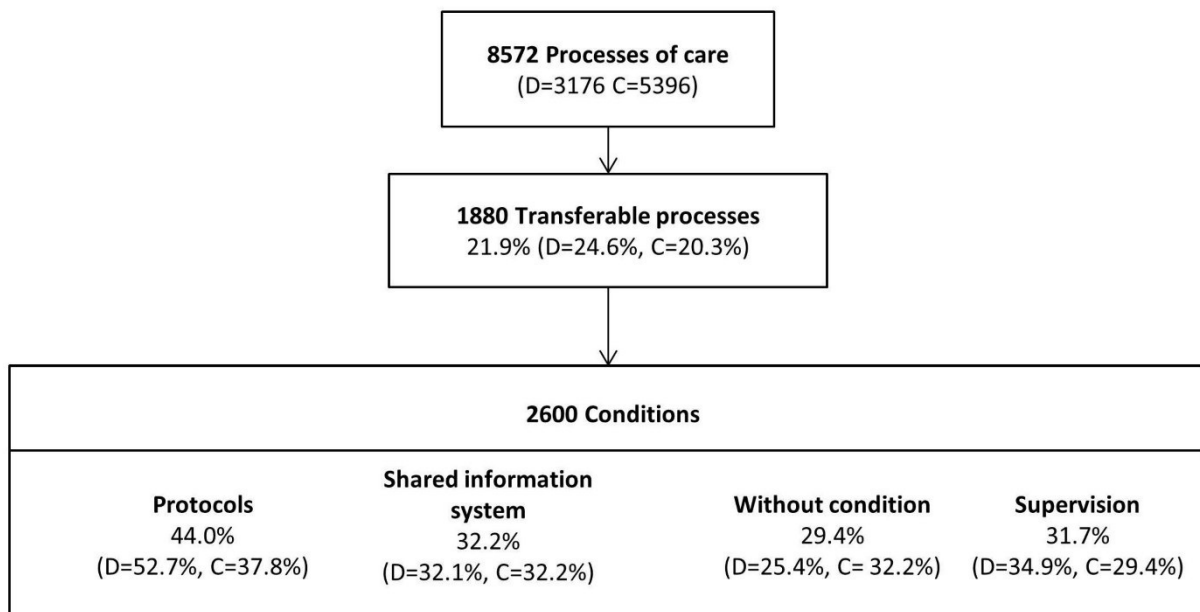 8572 Processes of care
(D=3176 C=5396)
1880 Transferable processes
21.9% (D=24.6%, C=20.3%)
2600 Conditions
Protocols
44.0%
(D=52.7%, C=37.8%)
Shared information
system
32.2%
(D=32.1%, C=32.2%)
Without condition
29.4%
(D=25.4%, C= 32.2%)
Supervision
31.7%
(D=34.9%, C=29.4%)